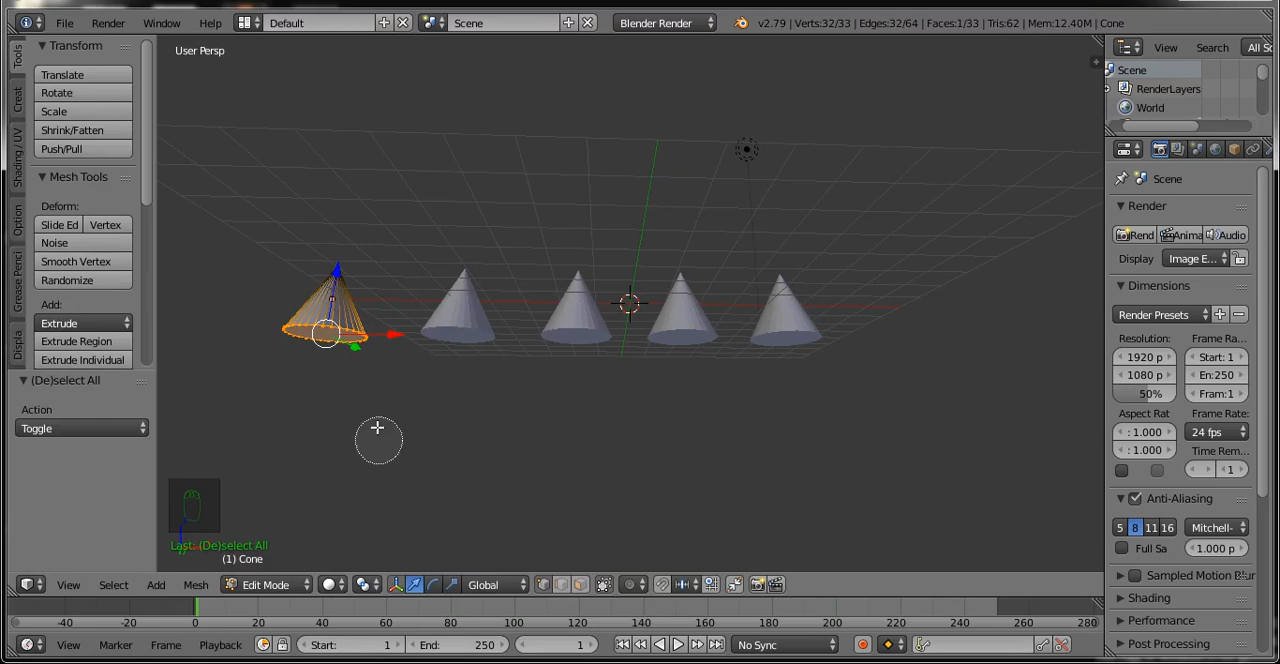 File Render Window Help Default Scene Blender Render v2.79 | Verts:32/33 | Edges:32/64 | Faces:1/33 | Tris:62 | Mem:12.40M | Cone
Tools
Creat
Shading / UV
Option
Grease Penci
Displa
Transform
Translate
Rotate
Scale
Shrink/Fatten
Push/Pull
Mesh Tools
Deform:
Slide Ed Vertex
Noise
Smooth Vertex
Randomize
Add:
Extrude
Extrude Region
Extrude Individual
(De)select All
Action
Toggle
User Persp
Last: (De)select All
(1) Cone
View Search All Sc
Scene
RenderLayers
World
Scene
Render
Rend Anima Audio
Display Image E...
Dimensions
Render Presets
Resolution: Frame Ra...
1920 p Start: 1
1080 p En:250
50% Fram:1
Aspect Rat Frame Rate:
: 1.000 24 fps
: 1.000 Time Rem...
1
Anti-Aliasing
5 8 11 16 Mitchell-
Full Sa 1.000 p
Sampled Motion Blur
Shading
Performance
Post Processing
View Select Add Mesh Edit Mode Global
-40 -20 0 20 40 60 80 100 120 140 160 180 200 220 240 260 280
View Marker Frame Playback Start: 1 End: 250 1 No Sync